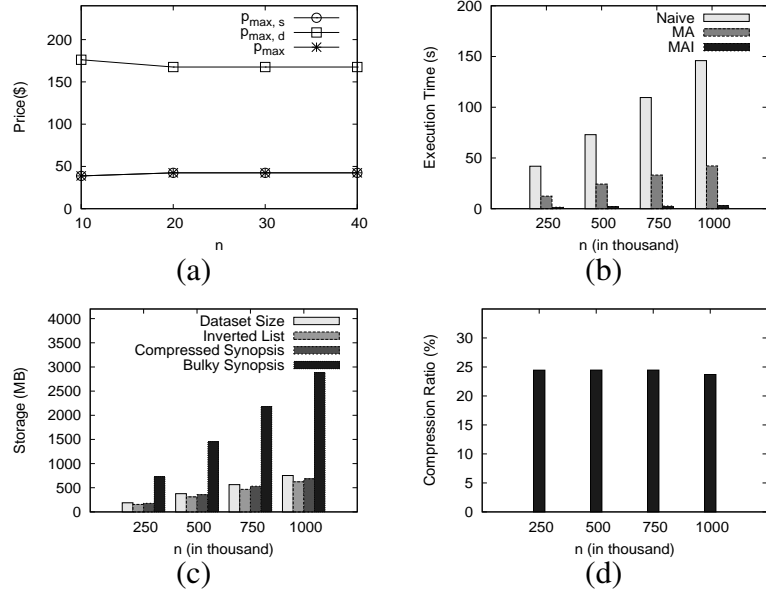 p_max, s
p_max, d
p_max
Price($)
200
150
100
50
0
10
20
30
40
n
(a)
Naive
MA
MAI
Execution Time (s)
200
150
100
50
0
250
500
750
1000
n (in thousand)
(b)
Dataset Size
Inverted List
Compressed Synopsis
Bulky Synopsis
Storage (MB)
4000
3500
3000
2500
2000
1500
1000
500
0
250
500
750
1000
n (in thousand)
(c)
Compression Ratio (%)
35
30
25
20
15
10
5
0
250
500
750
1000
n (in thousand)
(d)